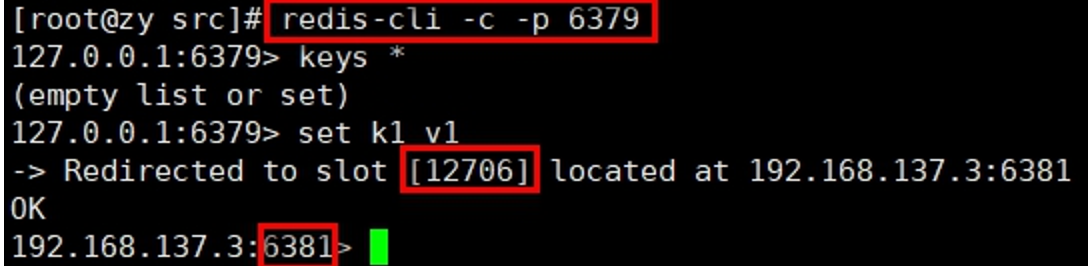 [root@zy src]# redis-cli -c -p 6379
127.0.0.1:6379> keys *
(empty list or set)
127.0.0.1:6379> set k1 v1
-> Redirected to slot [12706] located at 192.168.137.3:6381
OK
192.168.137.3:6381>